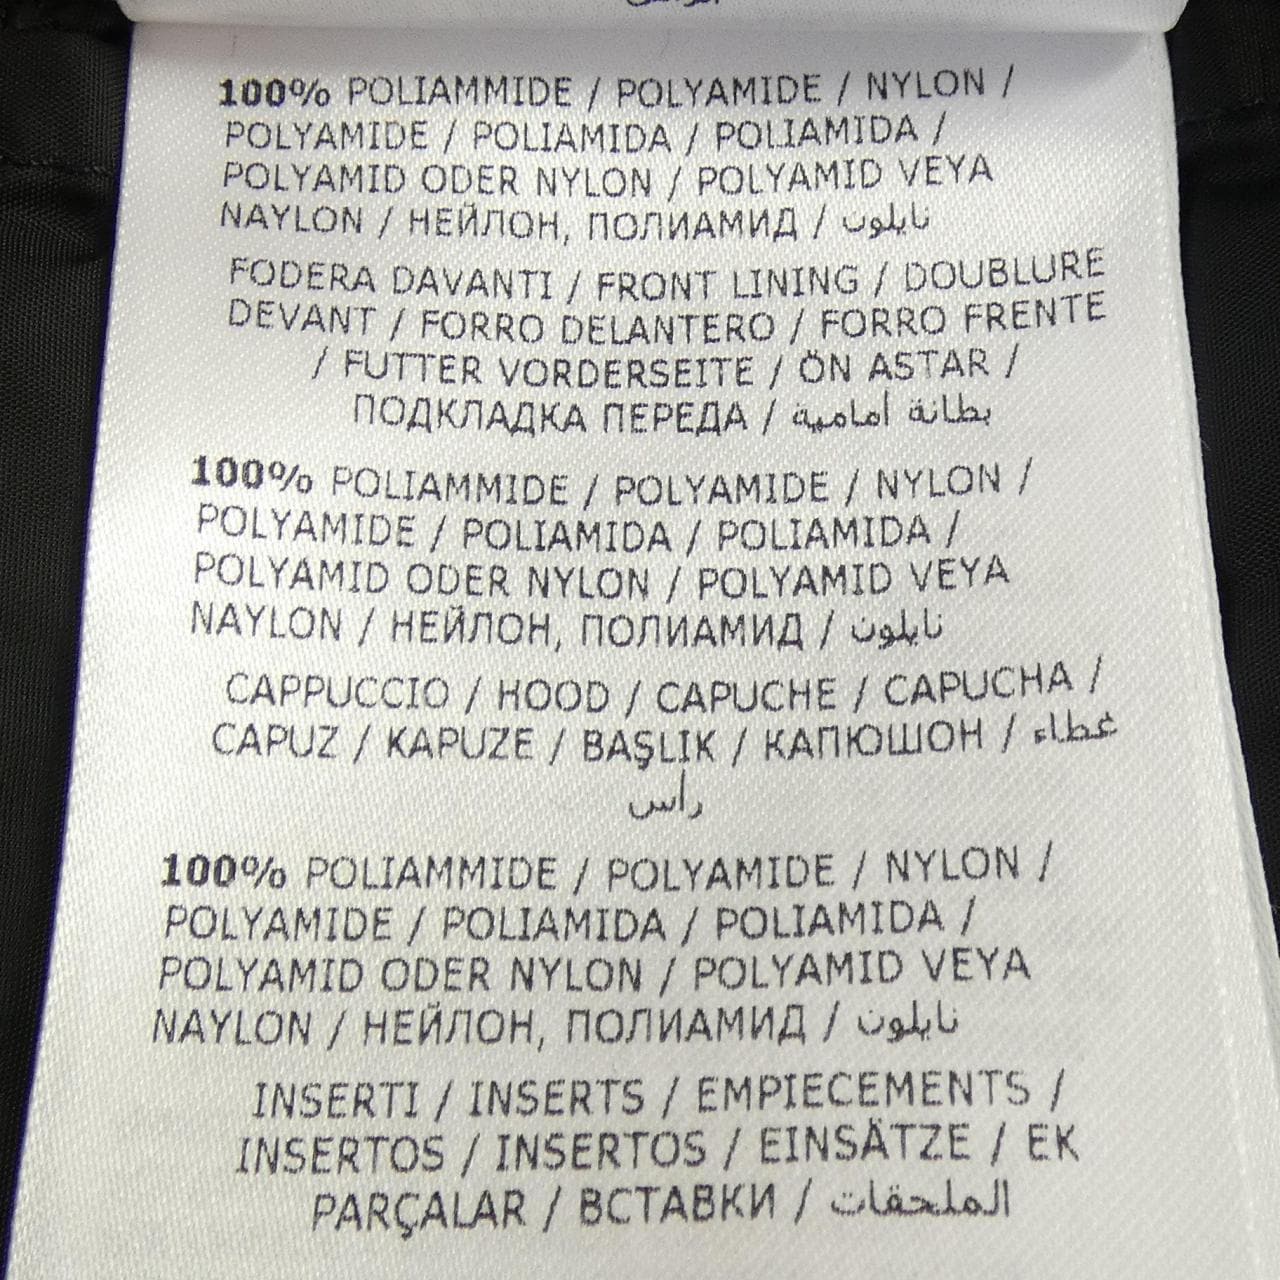 100% POLIAMMIDE / POLYAMIDE / NYLON /
POLYAMIDE / POLIAMIDA / POLIAMIDA /
POLYAMID ODER NYLON / POLYAMID VEYA
NAYLON / НЕЙЛОН, ПОЛИАМИД / نايلون
FODERA DAVANTI / FRONT LINING / DOUBLURE
DEVANT / FORRO DELANTERO / FORRO FRENTE
/ FUTTER VORDERSEITE / ÖN ASTAR /
ПОДКЛАДКА ПЕРЕДА / بطانة أمامية
100% POLIAMMIDE / POLYAMIDE / NYLON /
POLYAMIDE / POLIAMIDA / POLIAMIDA /
POLYAMID ODER NYLON / POLYAMID VEYA
NAYLON / НЕЙЛОН, ПОЛИАМИД / نايلون
CAPPUCCIO / HOOD / CAPUCHE / CAPUCHA /
CAPUZ / KAPUZE / BAŞLIK / КАПЮШОН / غطاء
رأس
100% POLIAMMIDE / POLYAMIDE / NYLON /
POLYAMIDE / POLIAMIDA / POLIAMIDA /
POLYAMID ODER NYLON / POLYAMID VEYA
NAYLON / НЕЙЛОН, ПОЛИАМИД / نايلون
INSERTI / INSERTS / EMPIECEMENTS /
INSERTOS / INSERTOS / EINSÄTZE / EK
PARÇALAR / ВСТАВКИ / الملحقات